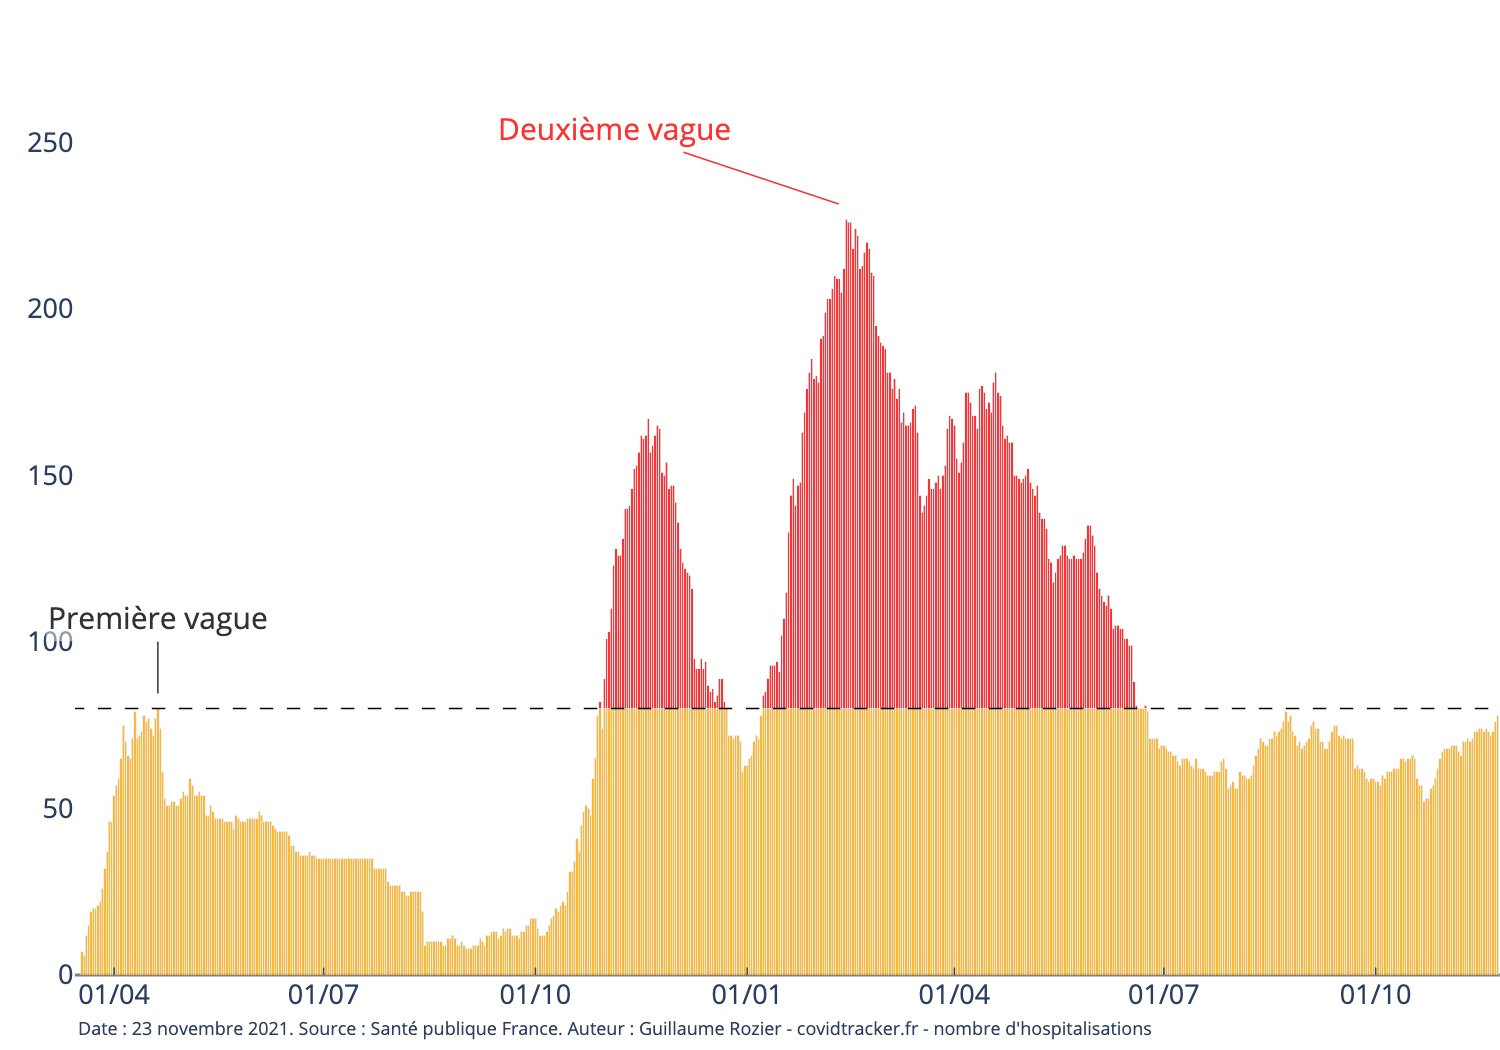 250
Deuxième vague
200
150
Première vague
100
50
0
01/04 01/07 01/10 01/01 01/04 01/07 01/10
Date : 23 novembre 2021. Source : Santé publique France. Auteur : Guillaume Rozier - covidtracker.fr - nombre d'hospitalisations